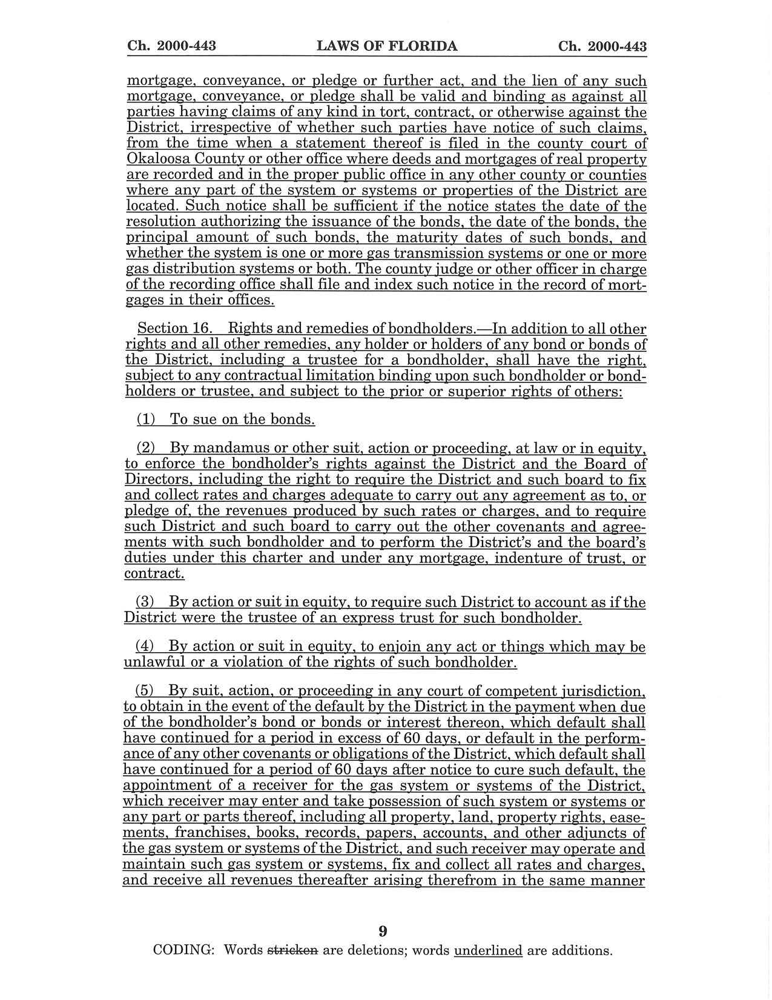 Ch. 2000-443 LAWS OF FLORIDA Ch. 2000-443
mortgage, conveyance, or pledge or further act, and the lien of any such
mortgage, conveyance, or pledge shall be valid and binding as against all
parties having claims of any kind in tort, contract, or otherwise against the
District, irrespective of whether such parties have notice of such claims,
from the time when a statement thereof is filed in the county court of
Okaloosa County or other office where deeds and mortgages of real property
are recorded and in the proper public office in any other county or counties
where any part of the system or systems or properties of the District are
located. Such notice shall be sufficient if the notice states the date of the
resolution authorizing the issuance of the bonds, the date of the bonds, the
principal amount of such bonds, the maturity dates of such bonds, and
whether the system is one or more gas transmission systems or one or more
gas distribution systems or both. The county judge or other officer in charge
of the recording office shall file and index such notice in the record of mort-
gages in their offices.
Section 16. Rights and remedies of bondholders.—In addition to all other
rights and all other remedies, any holder or holders of any bond or bonds of
the District, including a trustee for a bondholder, shall have the right,
subject to any contractual limitation binding upon such bondholder or bond-
holders or trustee, and subject to the prior or superior rights of others:
(1) To sue on the bonds.
(2) By mandamus or other suit, action or proceeding, at law or in equity,
to enforce the bondholder's rights against the District and the Board of
Directors, including the right to require the District and such board to fix
and collect rates and charges adequate to carry out any agreement as to, or
pledge of, the revenues produced by such rates or charges, and to require
such District and such board to carry out the other covenants and agree-
ments with such bondholder and to perform the District's and the board's
duties under this charter and under any mortgage, indenture of trust, or
contract.
(3) By action or suit in equity, to require such District to account as if the
District were the trustee of an express trust for such bondholder.
(4) By action or suit in equity, to enjoin any act or things which may be
unlawful or a violation of the rights of such bondholder.
(5) By suit, action, or proceeding in any court of competent jurisdiction,
to obtain in the event of the default by the District in the payment when due
of the bondholder's bond or bonds or interest thereon, which default shall
have continued for a period in excess of 60 days, or default in the perform-
ance of any other covenants or obligations of the District, which default shall
have continued for a period of 60 days after notice to cure such default, the
appointment of a receiver for the gas system or systems of the District,
which receiver may enter and take possession of such system or systems or
any part or parts thereof, including all property, land, property rights, ease-
ments, franchises, books, records, papers, accounts, and other adjuncts of
the gas system or systems of the District, and such receiver may operate and
maintain such gas system or systems, fix and collect all rates and charges,
and receive all revenues thereafter arising therefrom in the same manner
9
CODING: Words stricken are deletions; words underlined are additions.